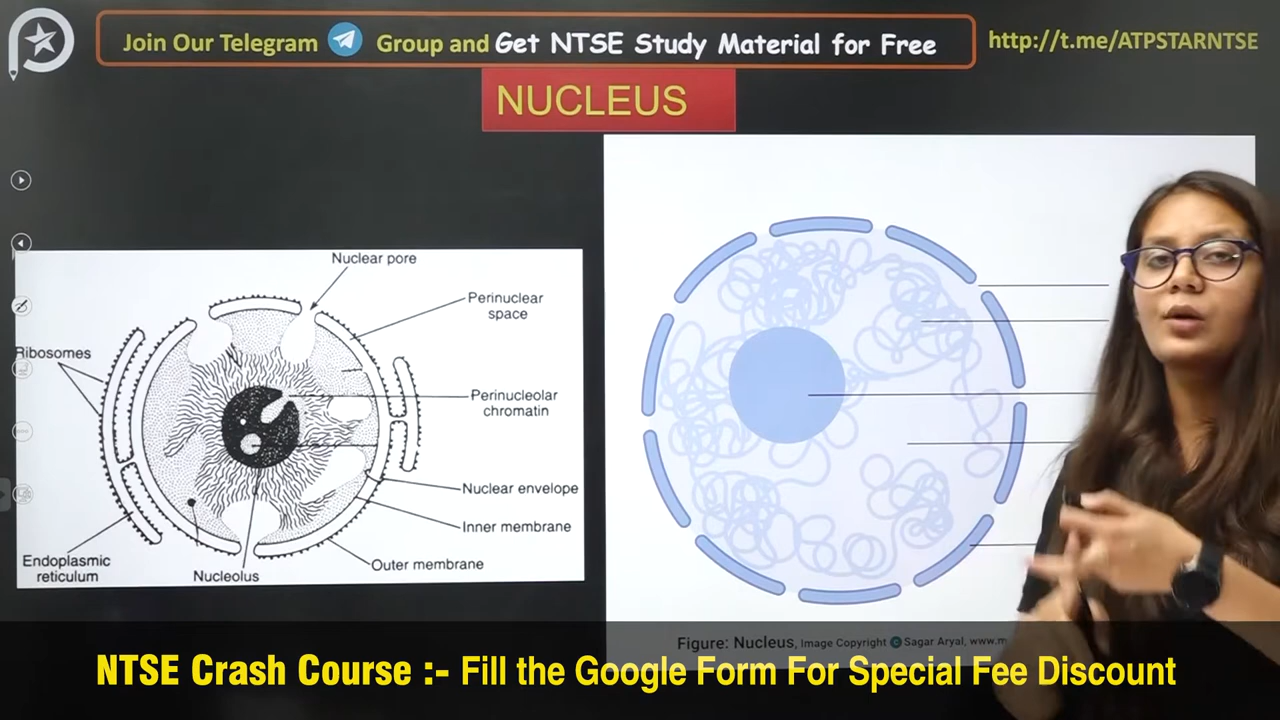 Join Our Telegram Group and Get NTSE Study Material for Free
http://t.me/ATPSTARNTSE
NUCLEUS
Nuclear pore
Perinuclear
space
Ribosomes
Perinucleolar
chromatin
Nuclear envelope
Inner membrane
Outer membrane
Endoplasmic
reticulum
Nucleolus
Figure: Nucleus, Image Copyright © Sagar Aryal, www.m
NTSE Crash Course :- Fill the Google Form For Special Fee Discount